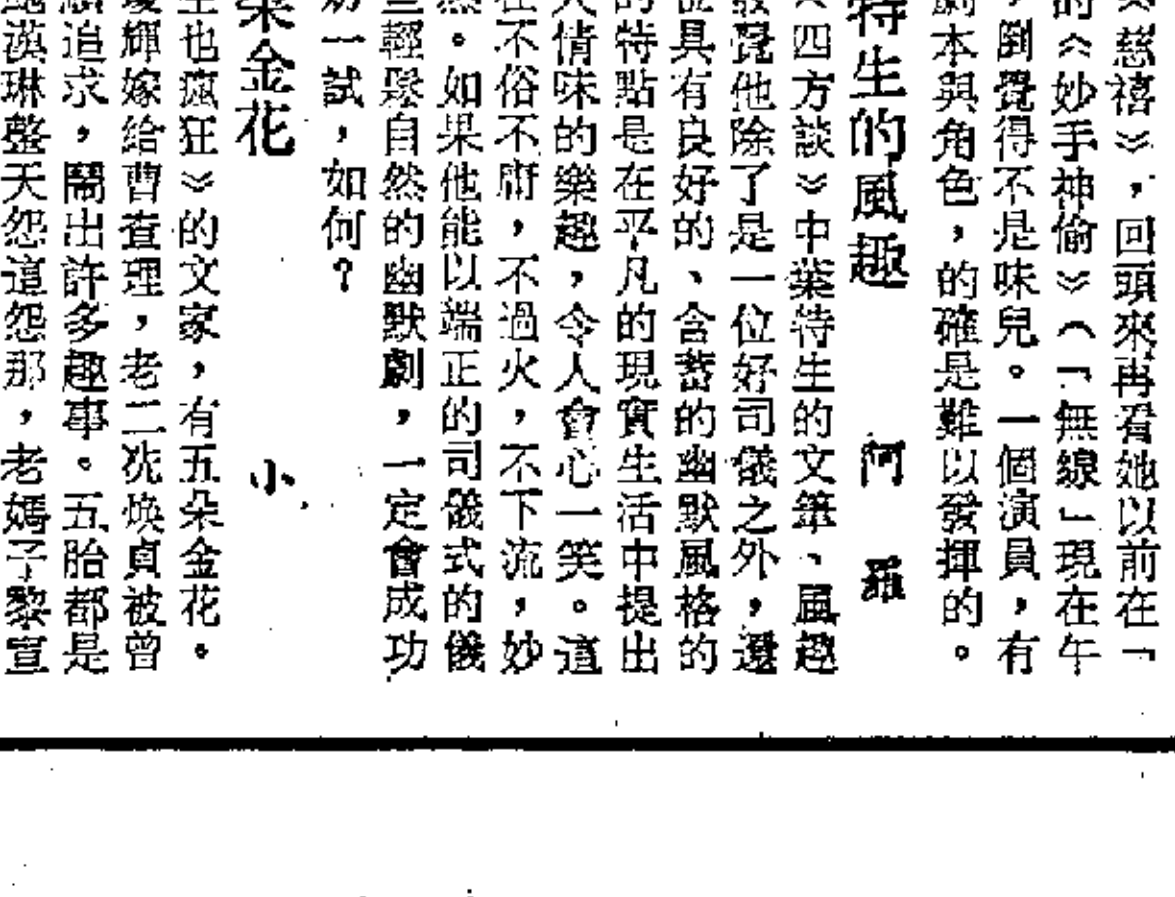 《慈禧》，回頭來再看她以前在「
的《妙手神偷》（「無線」現在午
，倒覺得不是味兒。一個演員，有
劇本與角色，的確是難以發揮的。
特生的風趣 阿 羅
《四方談》中葉特生的文筆、風趣
發覺他除了是一位好司儀之外，還
位具有良好的、含蓄的幽默風格的
的特點是在平凡的現實生活中提出
人情味的樂趣，令人會心一笑。這
在不俗不庸，不過火，不下流，妙
然。如果他能以端正的司儀式的儀
些輕鬆自然的幽默劇，一定會成功
妨一試，如何？
朵金花 小
生也瘋狂》的文家，有五朵金花。
煇嫁給曹查理，老二冼煥貞被曾
追求，鬧出許多趣事。五胎都是
漢琳整天怨這怨那，老媽子黎宣